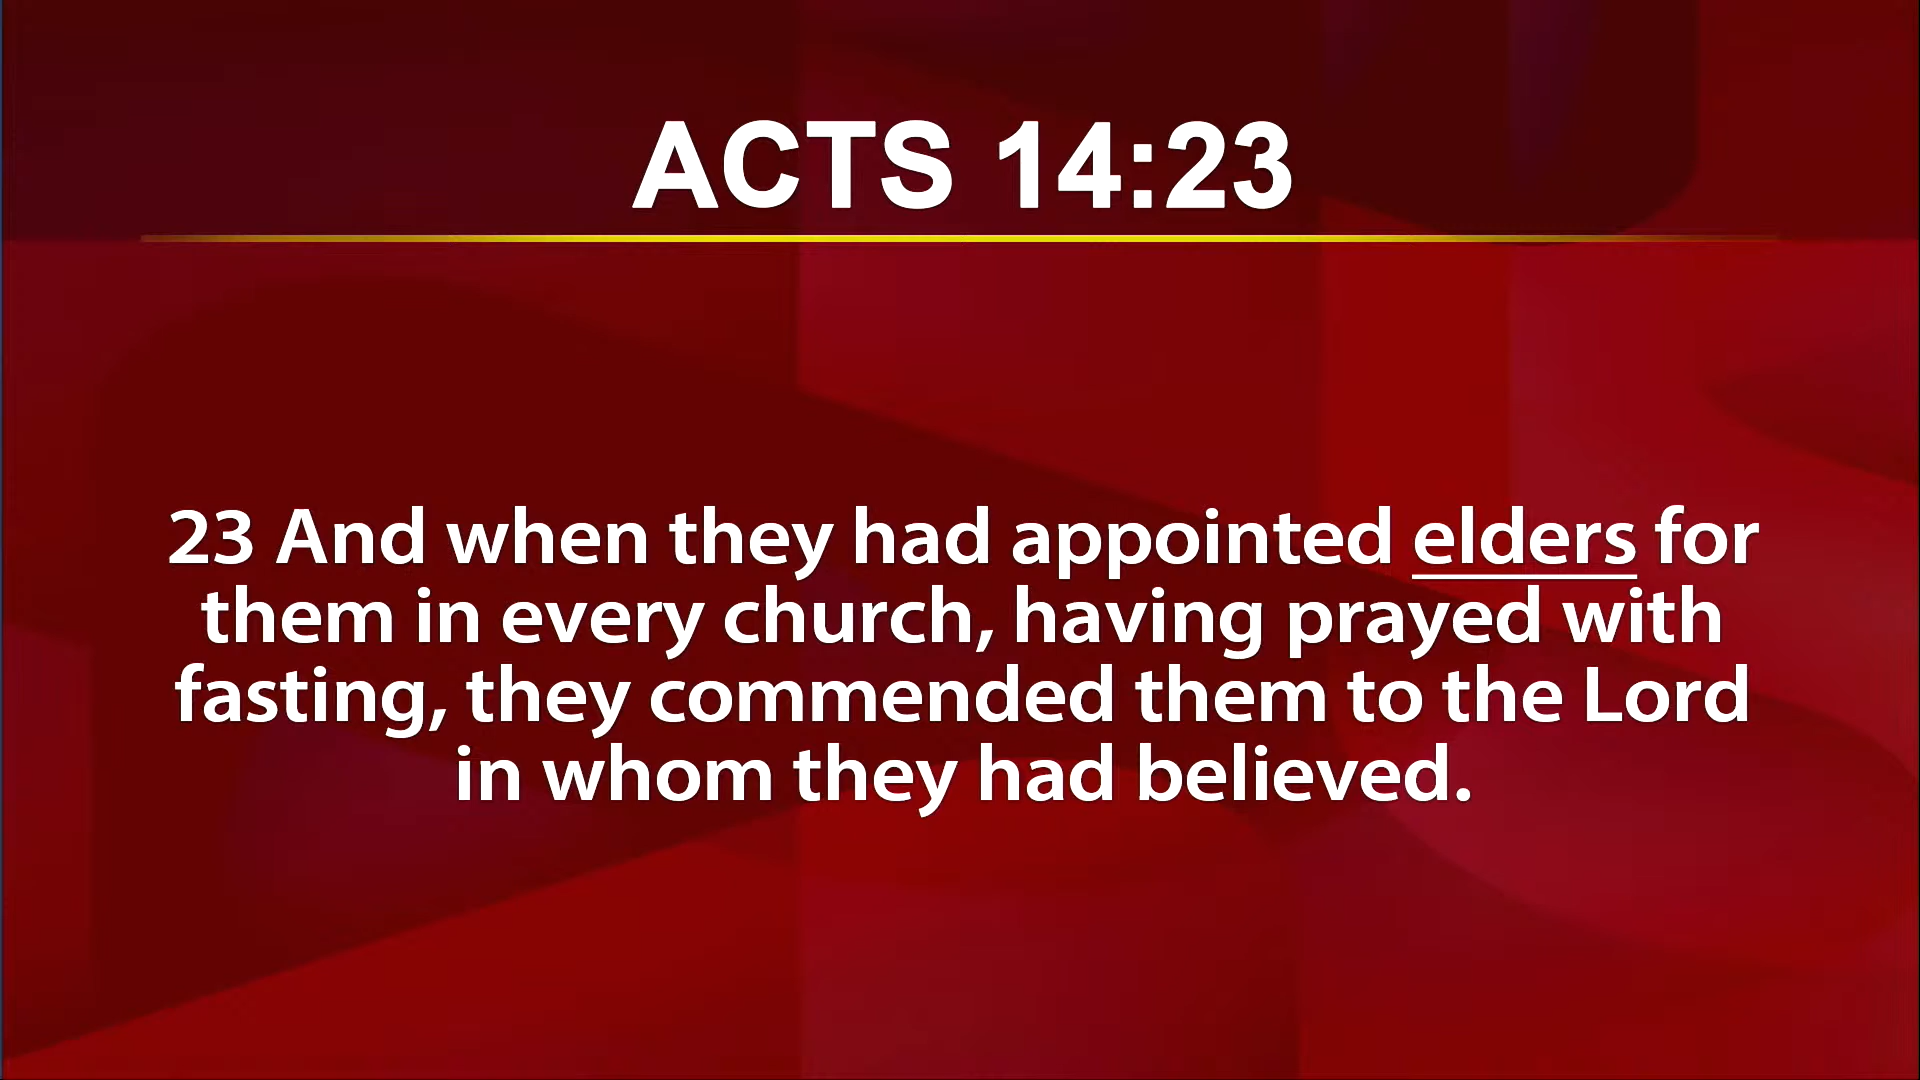 ACTS 14:23
23 And when they had appointed elders for
them in every church, having prayed with
fasting, they commended them to the Lord
in whom they had believed.